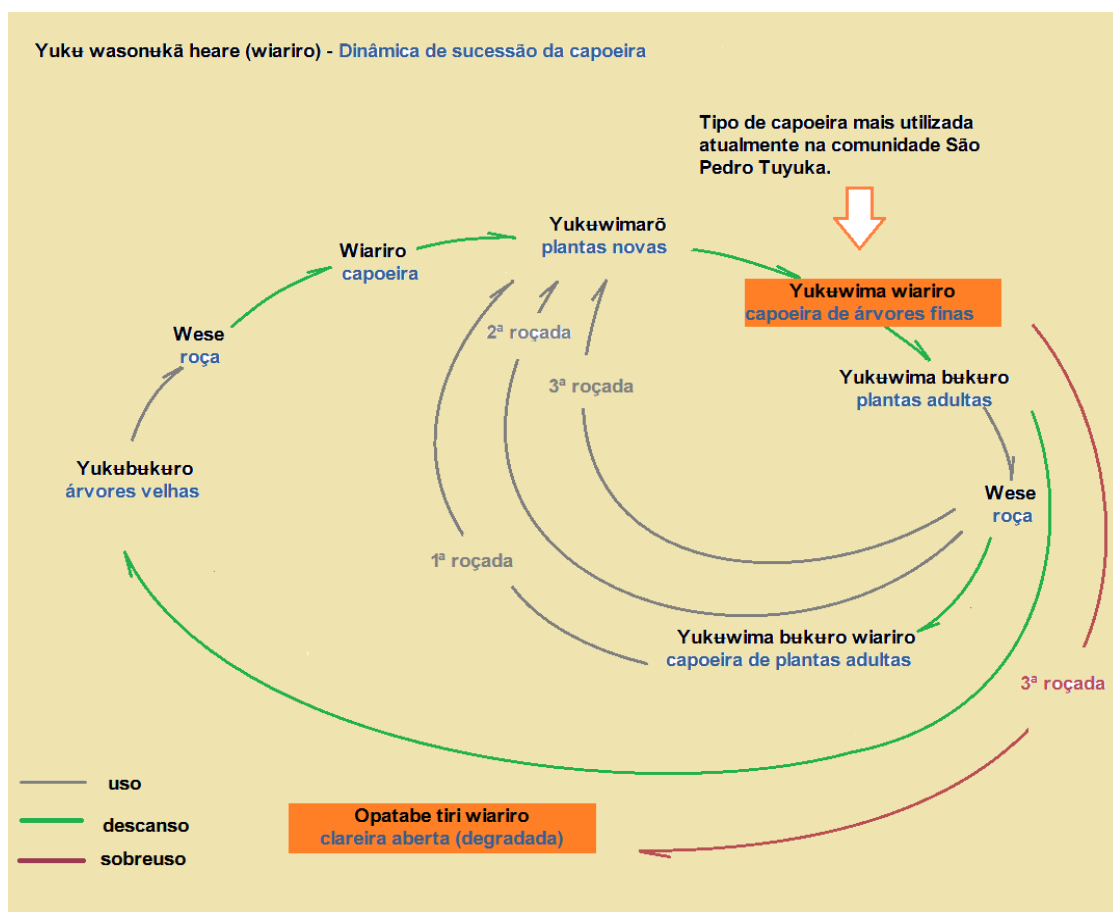 Yukʉ wasonʉkã heare (wiariro) - Dinâmica de sucessão da capoeira
Tipo de capoeira mais utilizada
atualmente na comunidade São
Pedro Tuyuka.
Yukʉwimarõ
plantas novas
Wiariro
capoeira
Yukʉwima wiariro
capoeira de árvores finas
Wese
roça
2ª roçada
3ª roçada
Yukʉwima bʉkʉro
plantas adultas
Yukʉbʉkʉro
árvores velhas
Wese
roça
1ª roçada
Yukʉwima bʉkʉro wiariro
capoeira de plantas adultas
3ª roçada
uso
descanso
sobreuso
Opatabe tiri wiariro
clareira aberta (degradada)